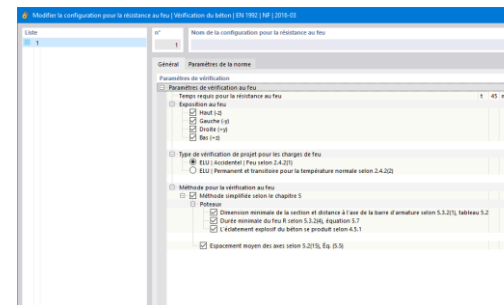 Modifier la configuration pour la résistance au feu | Vérification du béton | EN 1992 | NF | 2016-03
Liste
1
n°
1
Nom de la configuration pour la résistance au feu
Général
Paramètres de la norme
Paramètres de vérification
Paramètres de vérification au feu
Temps requis pour la résistance au feu
t 45
Exposition au feu
Haut (-z)
Gauche (-y)
Droite (+y)
Bas (+z)
Type de vérification de projet pour les charges de feu
ELU | Accidentel | Psu selon 2.4.2(1)
ELU | Permanent et transitoire pour la température normale selon 2.4.2(2)
Méthode pour la vérification au feu
Méthode simplifiée selon le chapitre 5
Poteaux
Dimension minimale de la section et distance à l'axe de la barre d'armature selon 5.3.2(1), tableau 5.2
Durée minimale du feu R selon 5.3.2(4), équation 5.7
L'éclatement explosif du béton se produit selon 4.5.1
Espacement moyen des axes selon 5.2(15), Éq. (5.5)